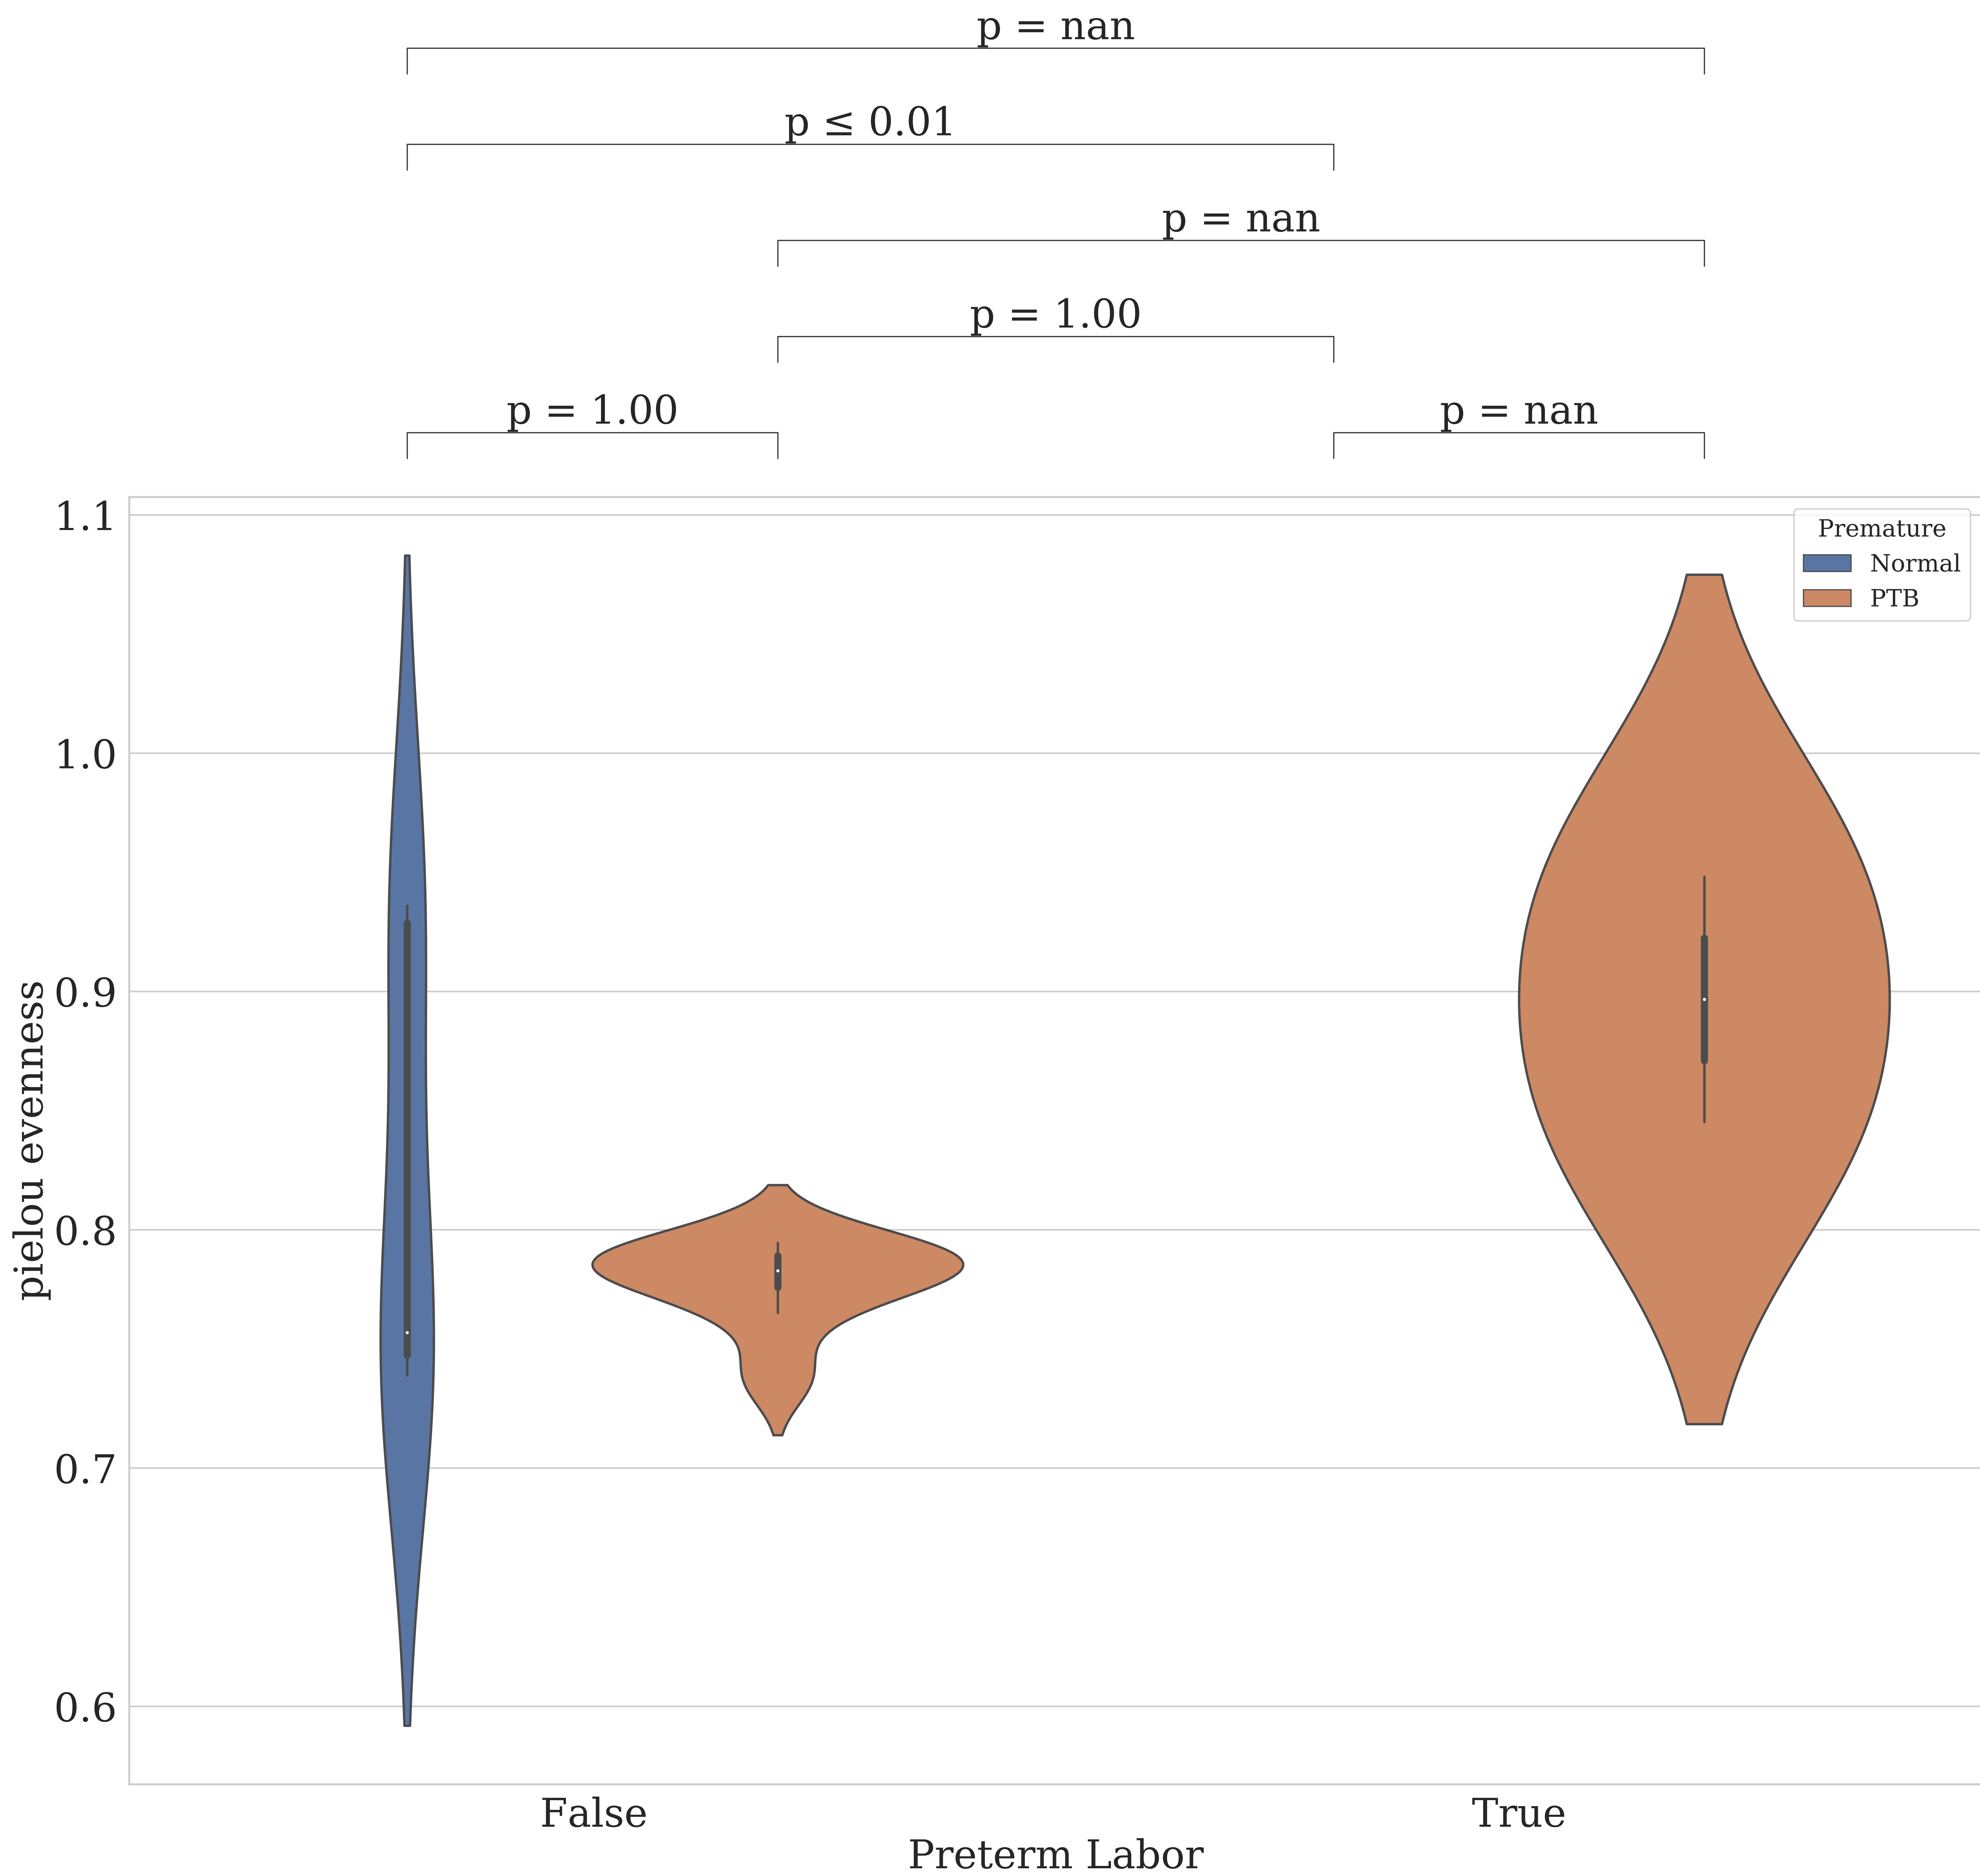 p = nan
p ≤ 0.01
p = nan
p = 1.00
p = 1.00
p = nan
1.1
1.0
0.9
0.8
0.7
0.6
pielou evenness
Premature
Normal
PTB
False
True
Preterm Labor